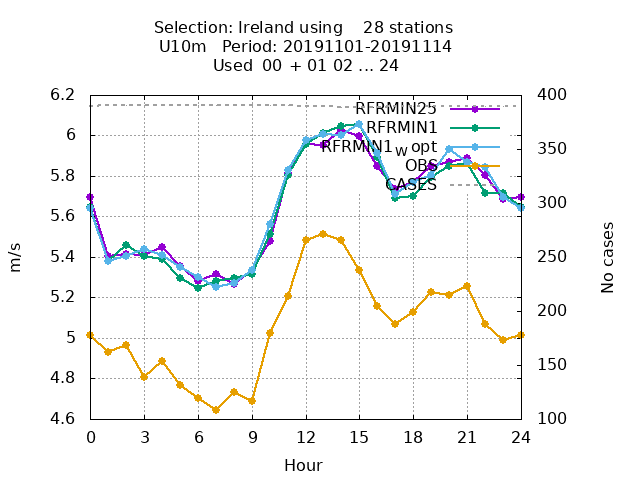 Selection: Ireland using    28 stations
U10m   Period: 20191101-20191114
Used  00 + 01 02 ... 24
6.2
6
5.8
5.6
5.4
5.2
5
4.8
4.6
m/s
400
350
300
250
200
150
100
No cases
RFRMIN25
RFRMIN1
RFRMIN1_W opt
OBS
CASES
0 3 6 9 12 15 18 21 24
Hour